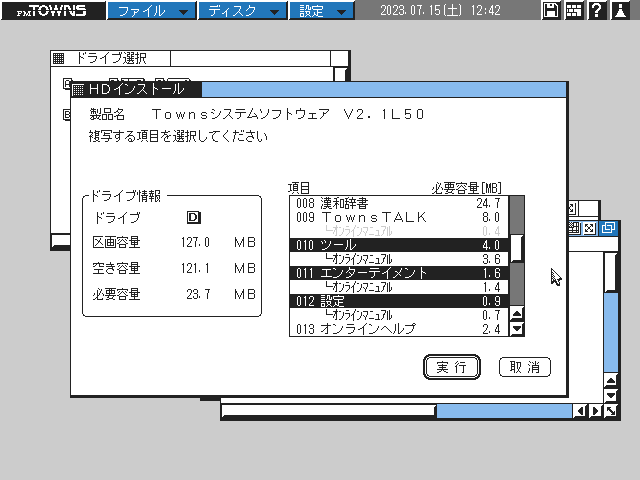 FM TOWNS ファイル ディスク 設定 2023.07.15(土) 12:42
ドライブ選択
HDインストール
製品名 TownsシステムソフトウェアV2.1L50
複写する項目を選択してください
ドライブ情報
ドライブ D
区画容量 127.0 MB
空き容量 121.1 MB
必要容量 23.7 MB
項目 必要容量[MB]
008 漢和辞書 24.7
009 TownsTALK 8.0
└オンラインマニュアル 0.4
010 ツール 4.0
└オンラインマニュアル 3.6
011 エンターテイメント 1.6
└オンラインマニュアル 1.4
012 設定 0.9
└オンラインマニュアル 0.7
013 オンラインヘルプ 2.4
実行 取消